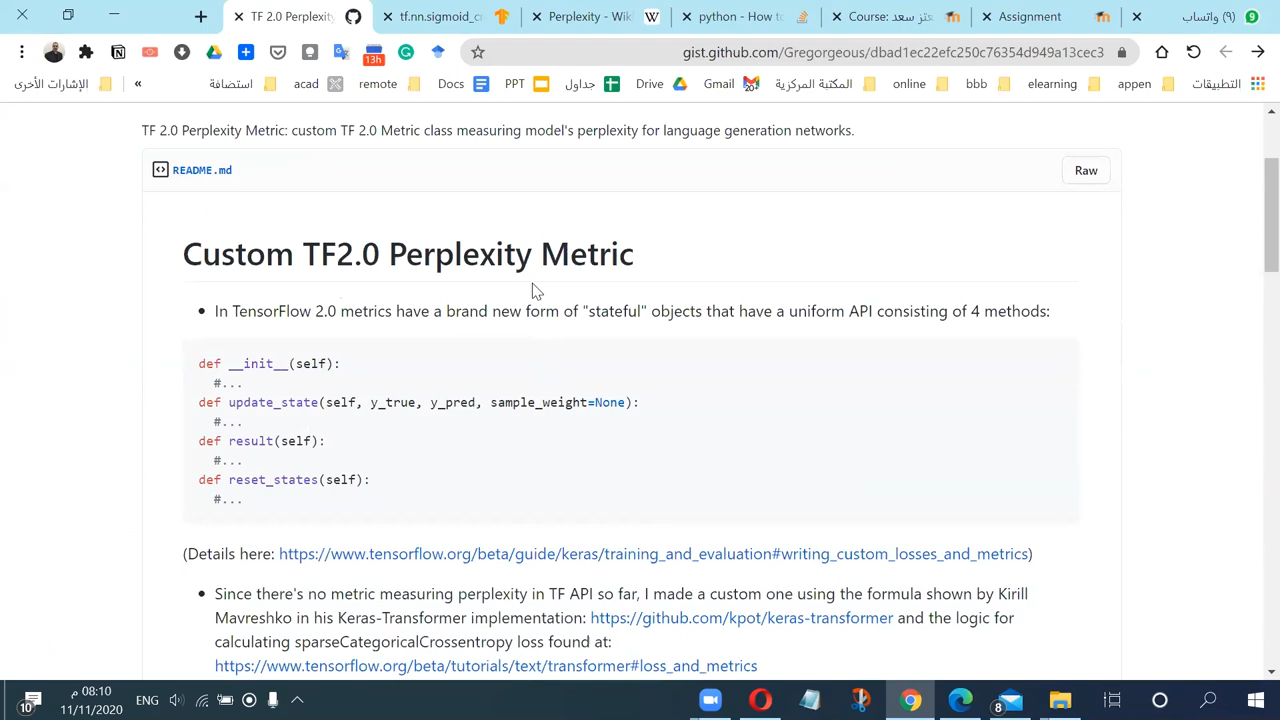 TF 2.0 Perplexity
tf.nn.sigmoid_c
Perplexity - Wiki
python - How to
Course: معتز سعد
Assignment
(٩) واتساب
gist.github.com/Gregorgeous/dbad1ec22efc250c76354d949a13cec3
13h
الإشارات الأخرى
»
استضافة
acad
remote
Docs
PPT
جداول
Drive
Gmail
20+
المكتبة المركزية
online
bbb
elearning
appen
التطبيقات
TF 2.0 Perplexity Metric: custom TF 2.0 Metric class measuring model's perplexity for language generation networks.
README.md
Raw
Custom TF2.0 Perplexity Metric
• In TensorFlow 2.0 metrics have a brand new form of "stateful" objects that have a uniform API consisting of 4 methods:
def __init__(self):
#...
def update_state(self, y_true, y_pred, sample_weight=None):
#...
def result(self):
#...
def reset_states(self):
#...
(Details here: https://www.tensorflow.org/beta/guide/keras/training_and_evaluation#writing_custom_losses_and_metrics)
• Since there's no metric measuring perplexity in TF API so far, I made a custom one using the formula shown by Kirill
Mavreshko in his Keras-Transformer implementation: https://github.com/kpot/keras-transformer and the logic for
calculating sparseCategoricalCrossentropy loss found at:
https://www.tensorflow.org/beta/tutorials/text/transformer#loss_and_metrics
10
08:10 م
11/11/2020
ENG
8